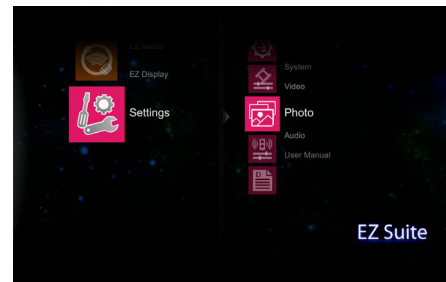 EZ Media
EZ Display
Settings
System
Video
Photo
Audio
User Manual
EZ Suite